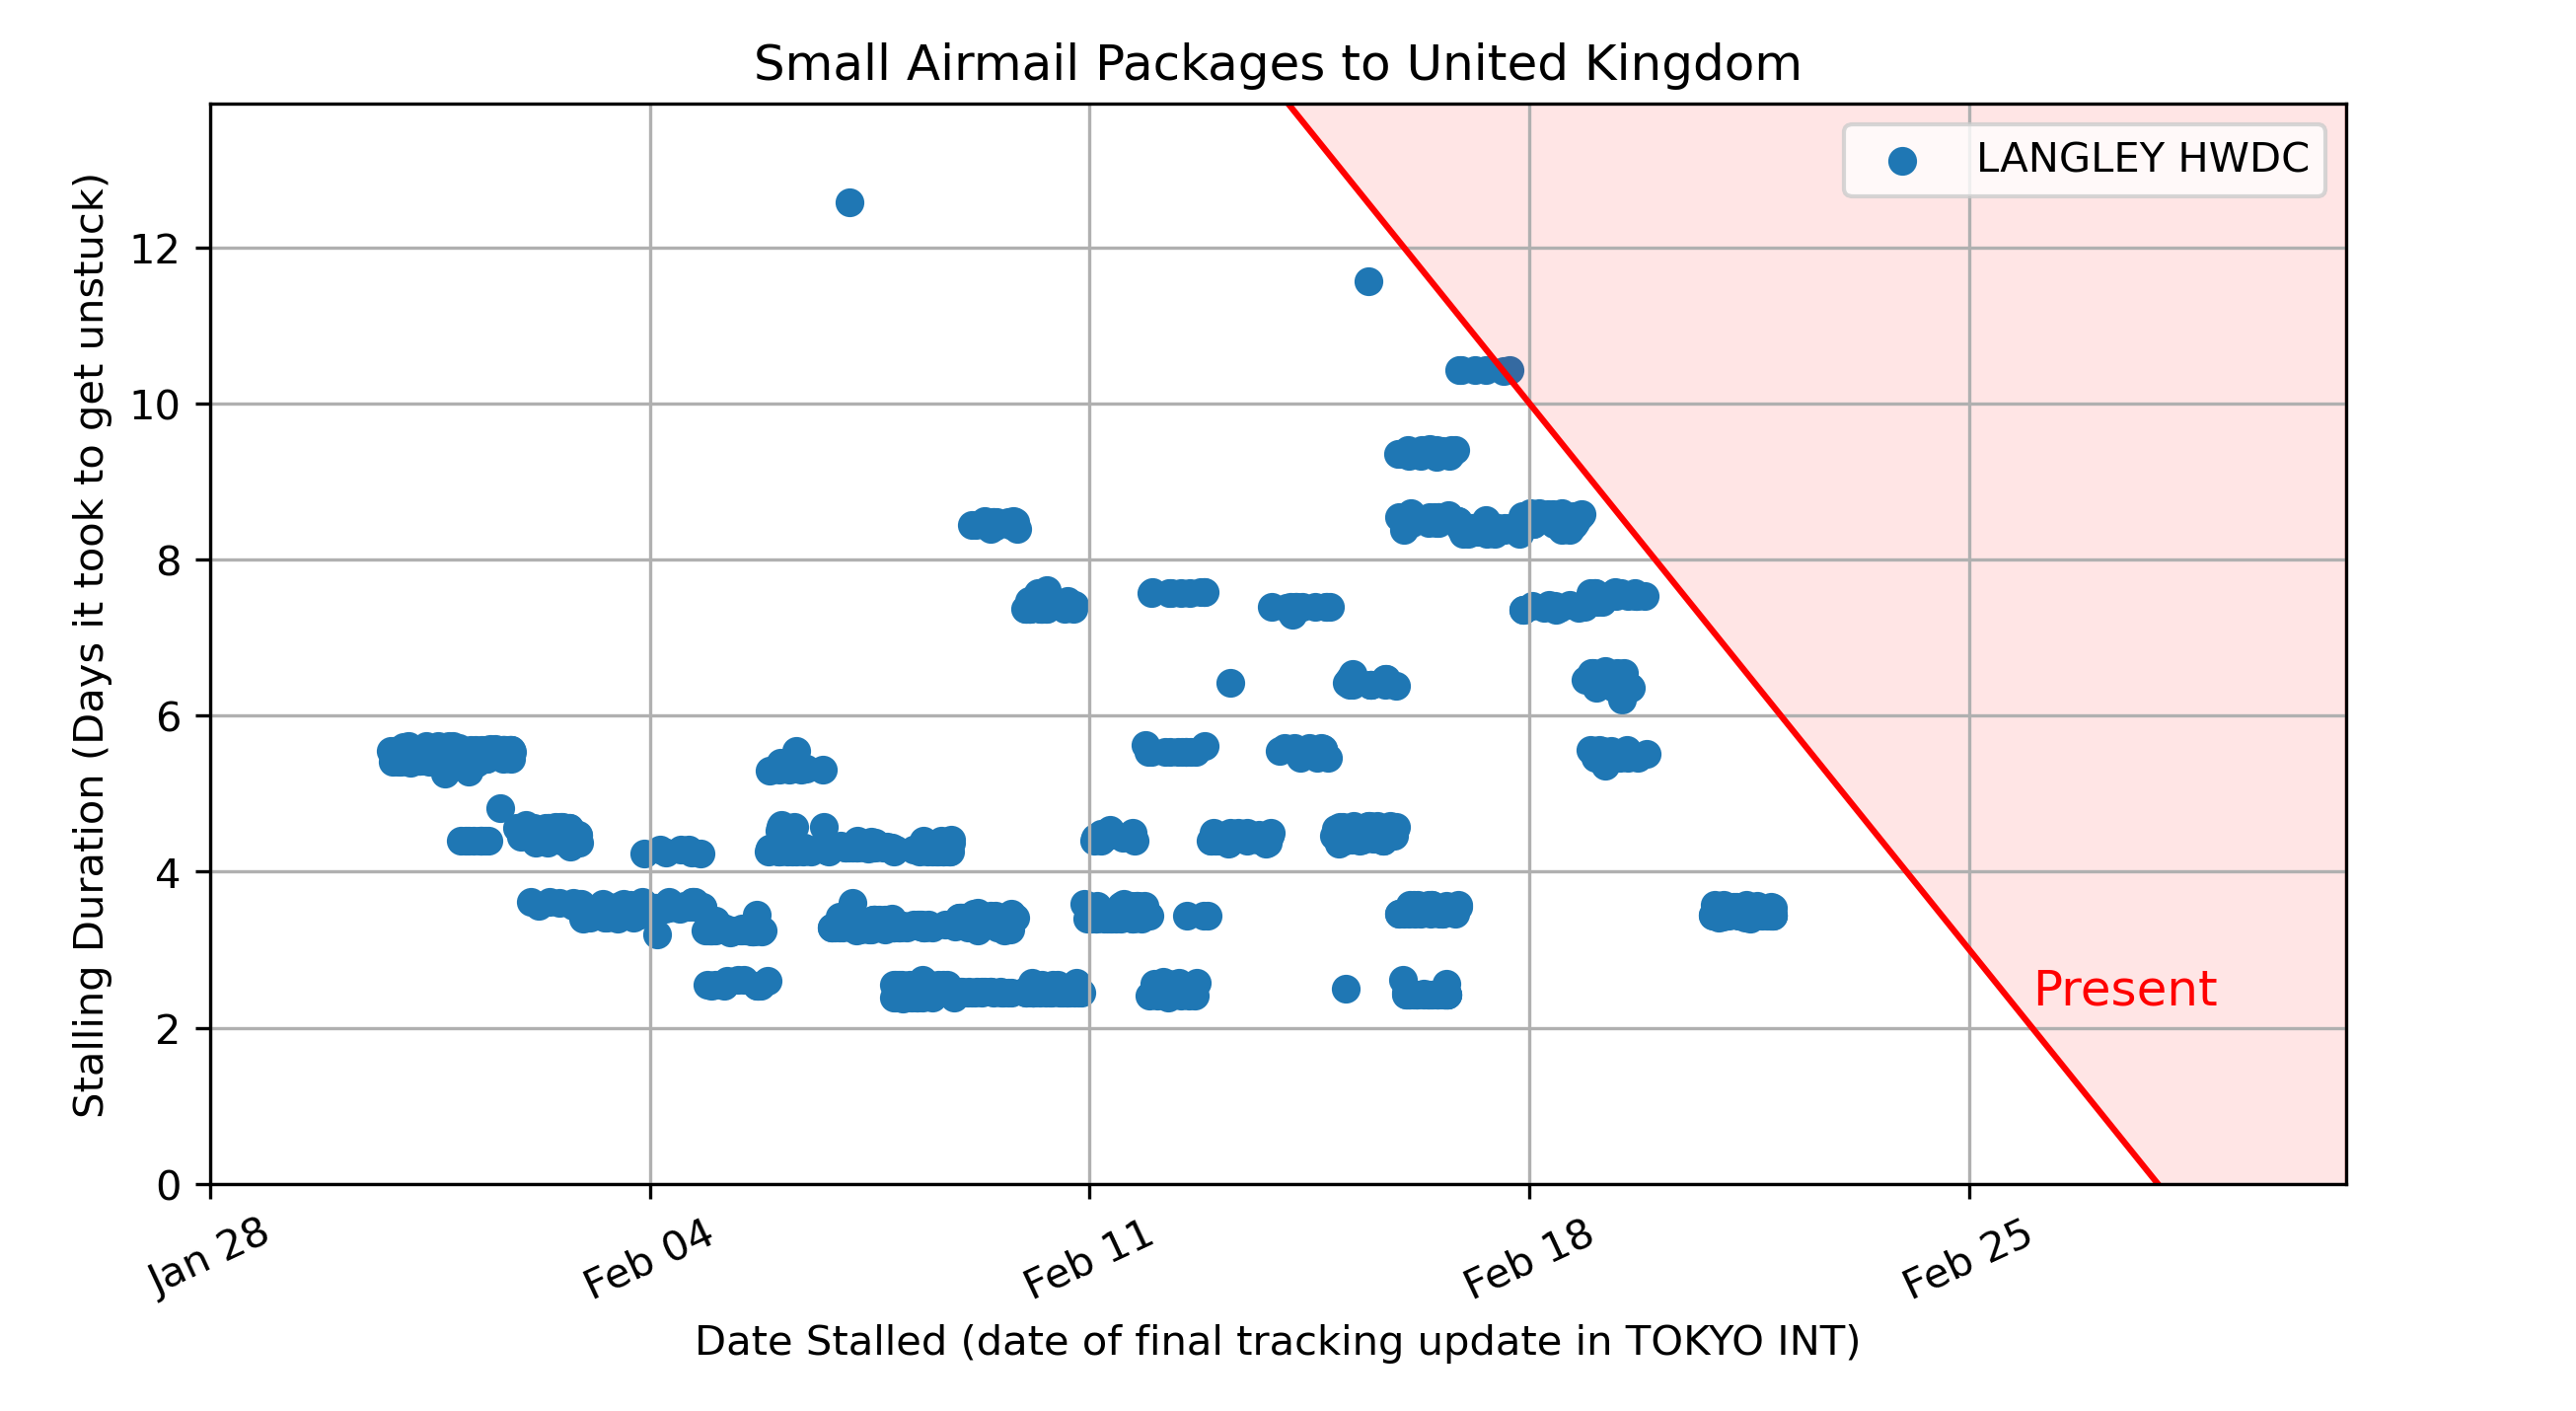 Small Airmail Packages to United Kingdom
LANGLEY HWDC
Stalling Duration (Days it took to get unstuck)
12
10
8
6
4
2
0
Present
Jan 28
Feb 04
Feb 11
Feb 18
Feb 25
Date Stalled (date of final tracking update in TOKYO INT)